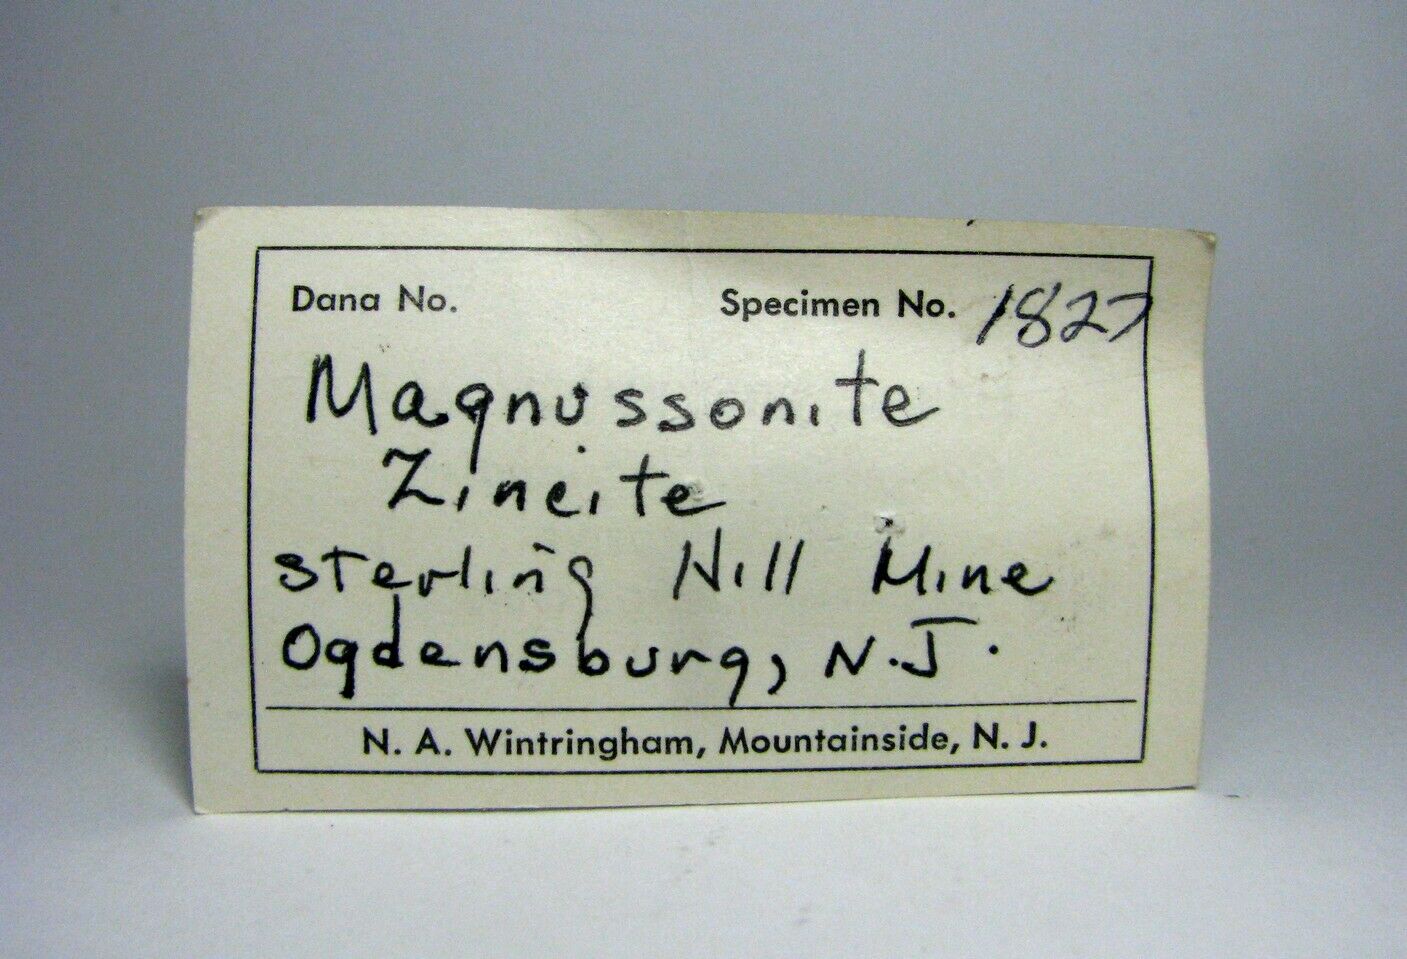 Dana No. Specimen No. 1827
Magnussonite
Zincite
Sterling Hill Mine
Ogdensburg, N.J.
N. A. Wintringham, Mountainside, N. J.